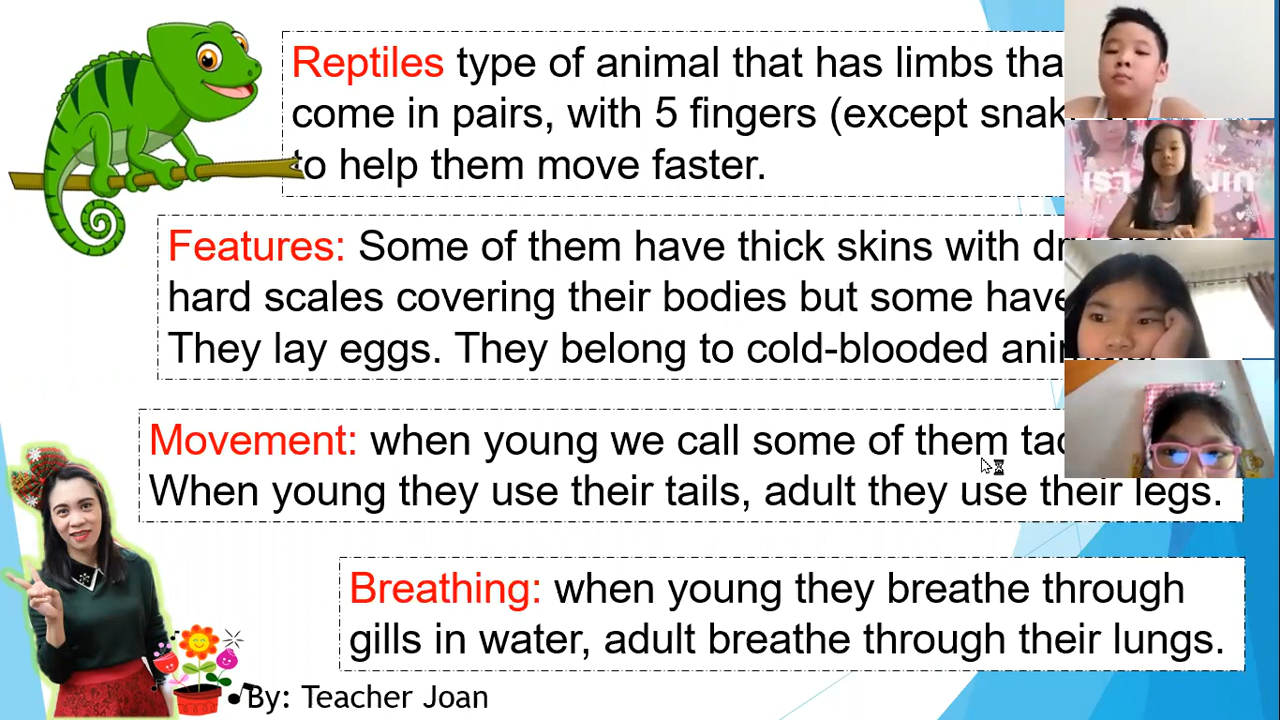 Reptiles type of animal that has limbs tha
come in pairs, with 5 fingers (except snak
to help them move faster.
Features: Some of them have thick skins with dry and
hard scales covering their bodies but some have
They lay eggs. They belong to cold-blooded
Movement: when young we call some of them
When young they use their tails, adult they use their legs.
Breathing: when young they breathe through
gills in water, adult breathe through their lungs.
By: Teacher Joan